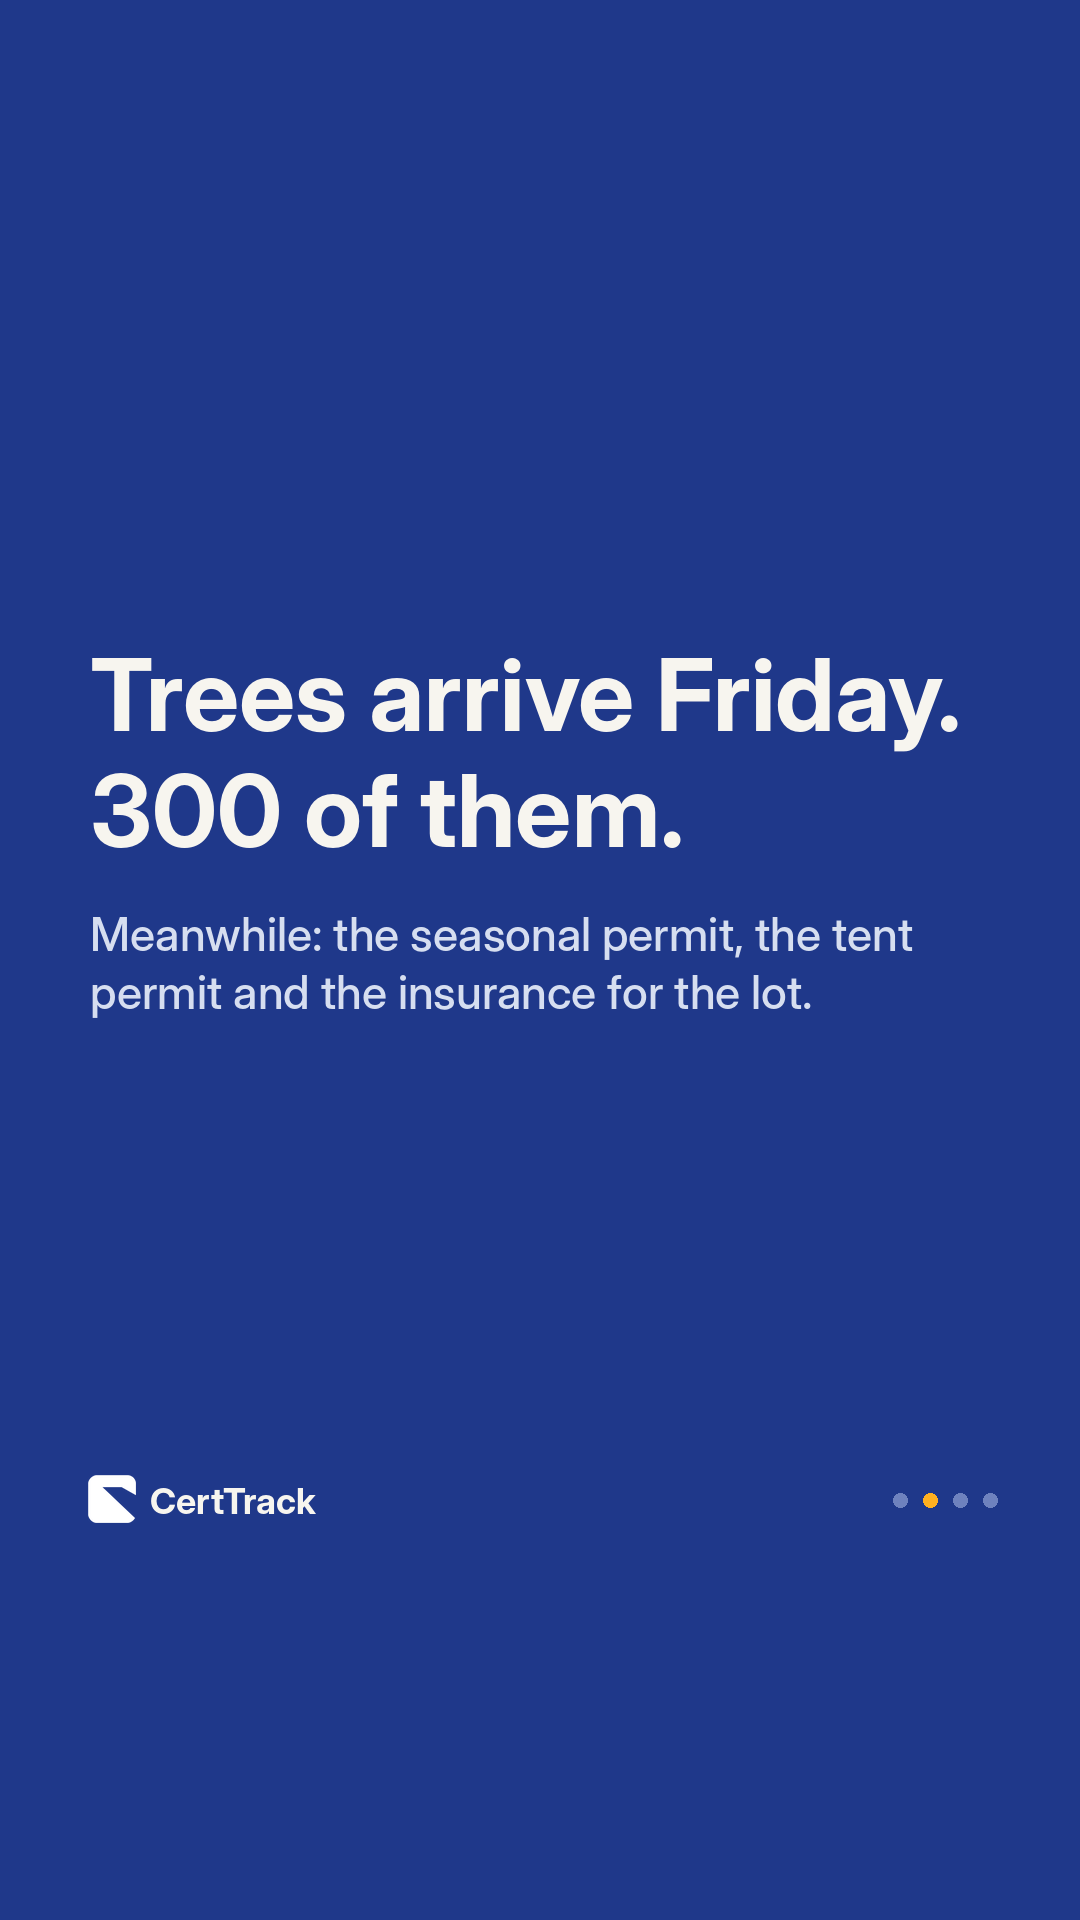 Trees arrive Friday.
300 of them.
Meanwhile: the seasonal permit, the tent
permit and the insurance for the lot.
CertTrack